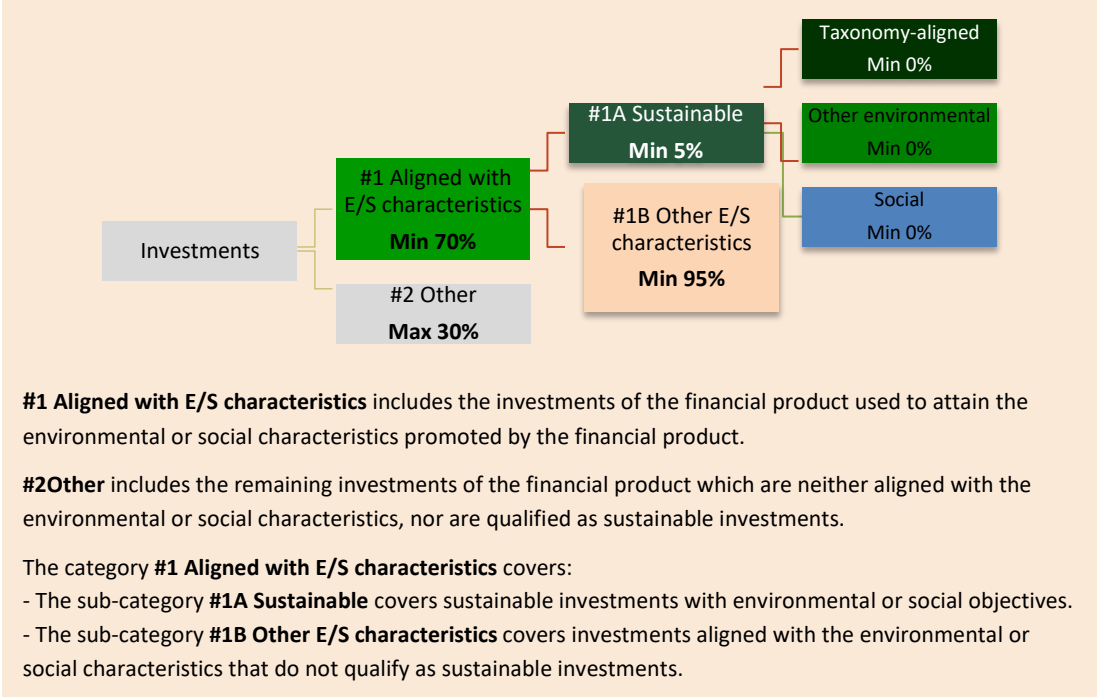 Taxonomy-aligned
Min 0%
#1A Sustainable
Min 5%
Other environmental
Min 0%
#1 Aligned with
E/S characteristics
Min 70%
#1B Other E/S
characteristics
Min 95%
Social
Min 0%
Investments
#2 Other
Max 30%
#1 Aligned with E/S characteristics includes the investments of the financial product used to attain the
environmental or social characteristics promoted by the financial product.
#2Other includes the remaining investments of the financial product which are neither aligned with the
environmental or social characteristics, nor are qualified as sustainable investments.
The category #1 Aligned with E/S characteristics covers:
- The sub-category #1A Sustainable covers sustainable investments with environmental or social objectives.
- The sub-category #1B Other E/S characteristics covers investments aligned with the environmental or
social characteristics that do not qualify as sustainable investments.